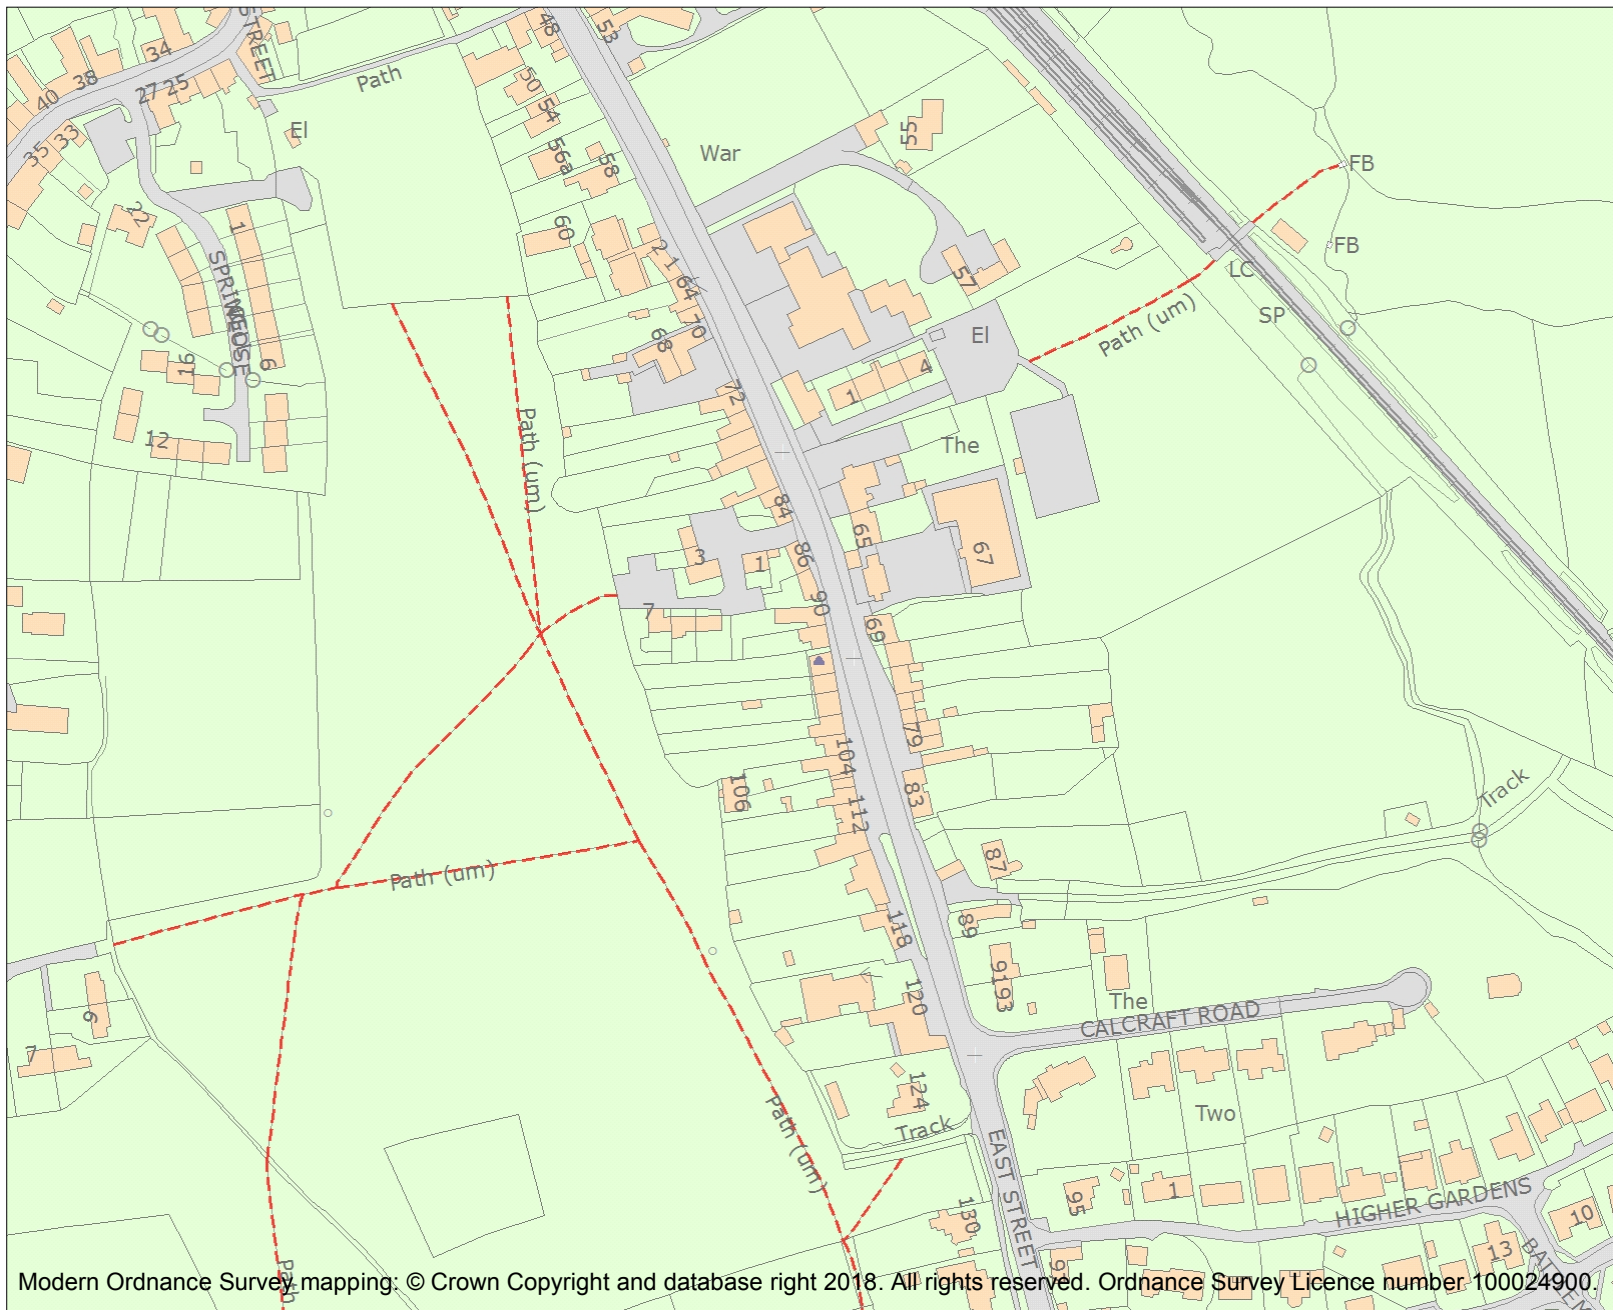 STREET
48
53
34
38
40
27
25
Path
50
54
El
35
33
War
55
56a
58
FB
22
1
60
2
1
64
FB
57
LC
SPRINGWELL
CLOSE
70
Path (um)
SP
68
El
16
6
4
1
72
12
Path (um)
The
84
65
67
3
1
86
7
90
69
79
104
106
112
83
Track
87
Path (um)
118
89
91
93
120
The
CALCRAFT ROAD
9
7
124
Two
Path (um)
Track
EAST STREET
95
1
130
HIGHER GARDENS
10
13
Path
Modern Ordnance Survey mapping: © Crown Copyright and database right 2018. All rights reserved. Ordnance Survey Licence number 100024900.